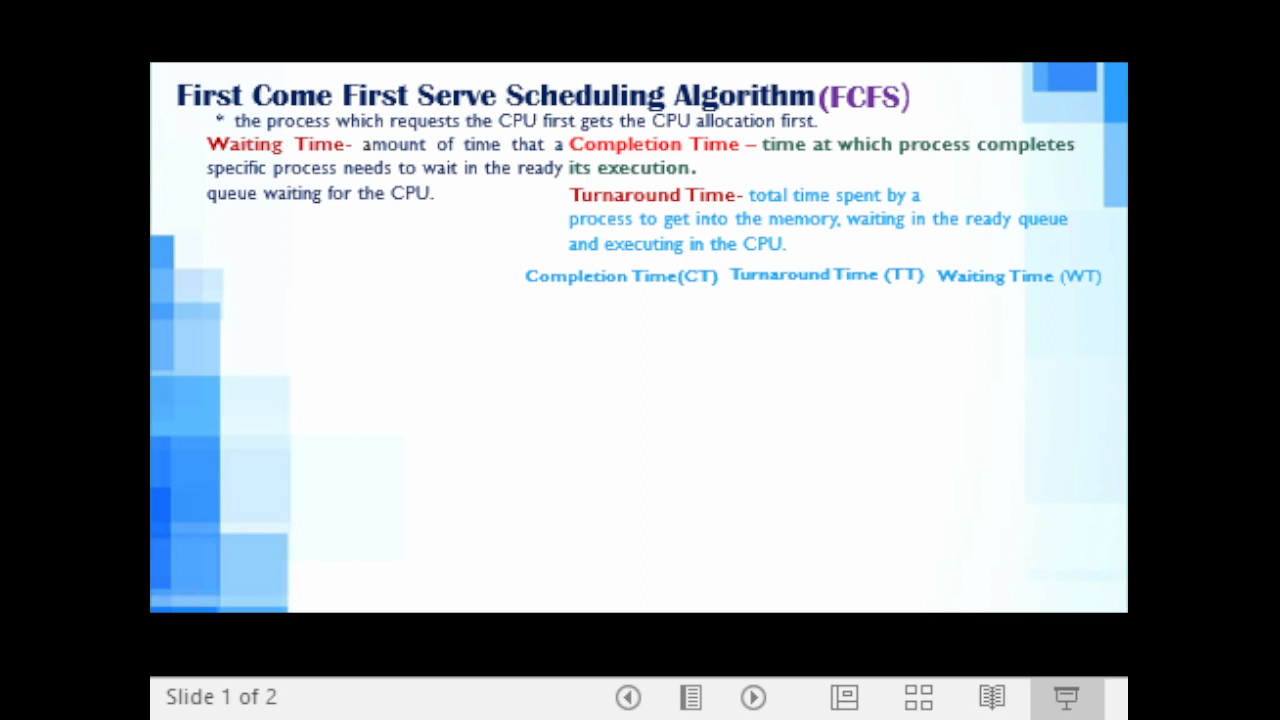 First Come First Serve Scheduling Algorithm(FCFS)
* the process which requests the CPU first gets the CPU allocation first.
Waiting Time- amount of time that a
specific process needs to wait in the ready
queue waiting for the CPU.
Completion Time – time at which process completes
its execution.
Turnaround Time- total time spent by a
process to get into the memory, waiting in the ready queue
and executing in the CPU.
Completion Time(CT) Turnaround Time (TT) Waiting Time (WT)
Slide 1 of 2